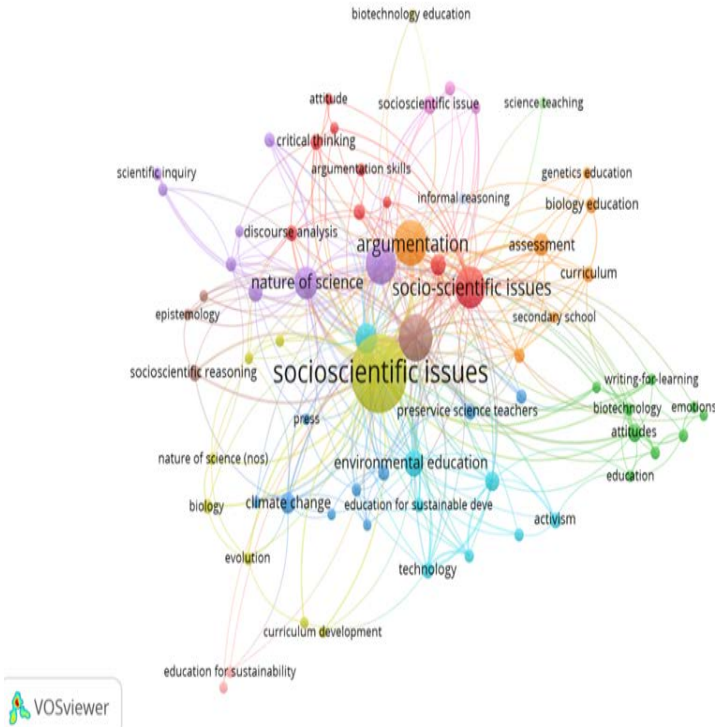 biotechnology education
attitude
socioscientific issue
science teaching
critical thinking
argumentation skills
scientific inquiry
genetics education
informal reasoning
biology education
discourse analysis
argumentation
assessment
nature of science
socio-scientific issues
curriculum
epistemology
secondary school
socioscientific reasoning
socioscientific issues
writing-for-learning
biotechnology
emotions
press
preservice science teachers
attitudes
nature of science (nos)
environmental education
education
biology
climate change
education for sustainable deve
activism
evolution
technology
curriculum development
education for sustainability
VOSviewer